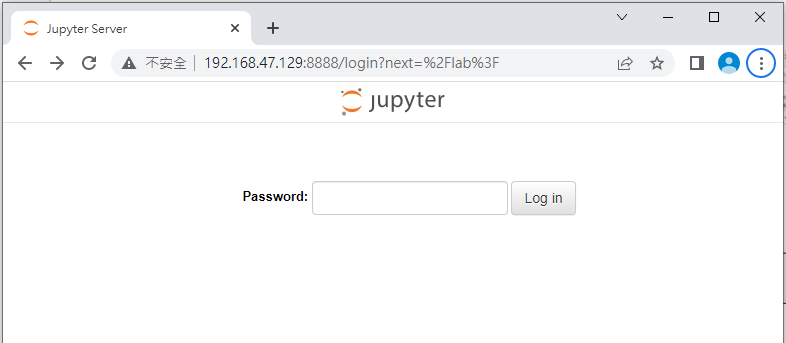 Jupyter Server
不安全 192.168.47.129:8888/login?next=%2Flab%3F
jupyter
Password: Log in